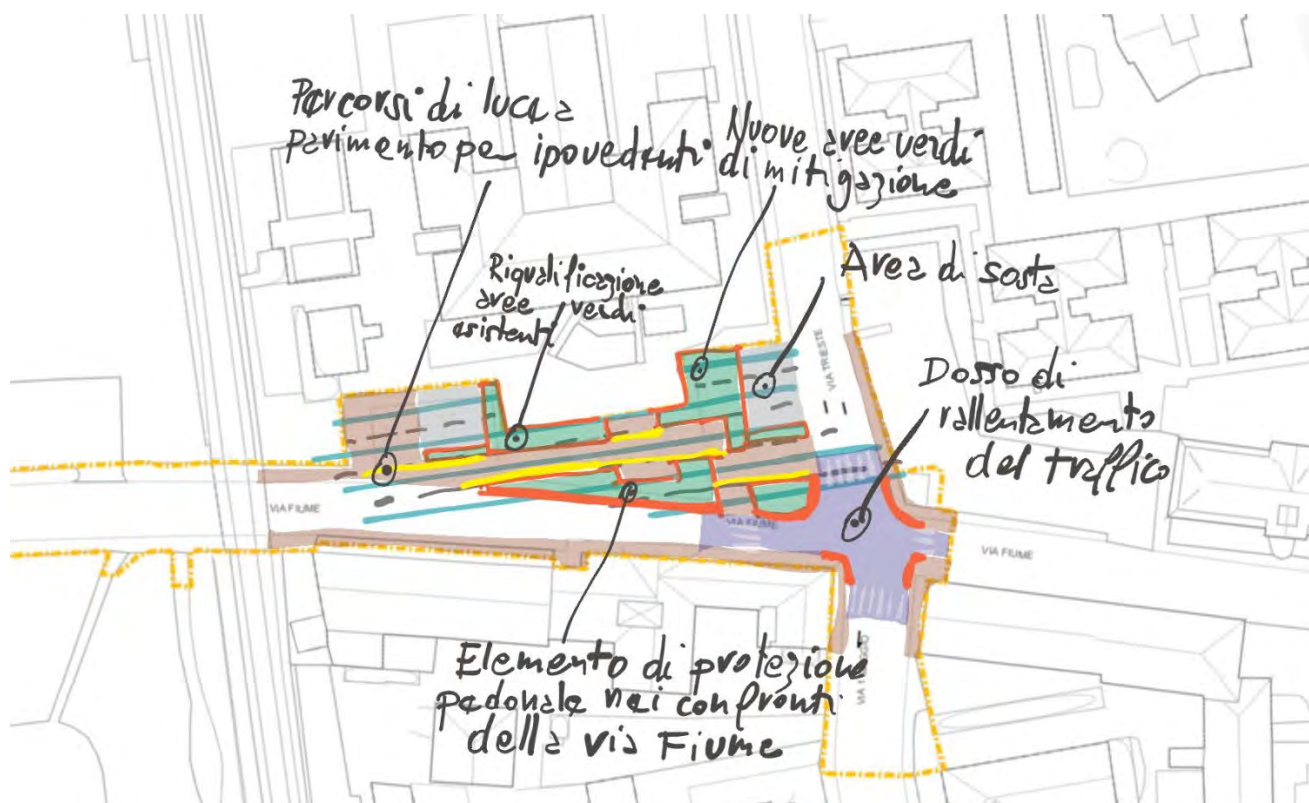 Percorsi di luce a
pavimento per ipovedenti
Nuove aree verdi
di mitigazione
Riqualificazione
aree verdi
esistenti
Area di sosta
VIA TRIESTE
Dosso di
rallentamento
del traffico
VIA FIUME
VIA FIUME
VIA FIUME
VIA
Elemento di protezione
pedonale nei confronti
della via Fiume